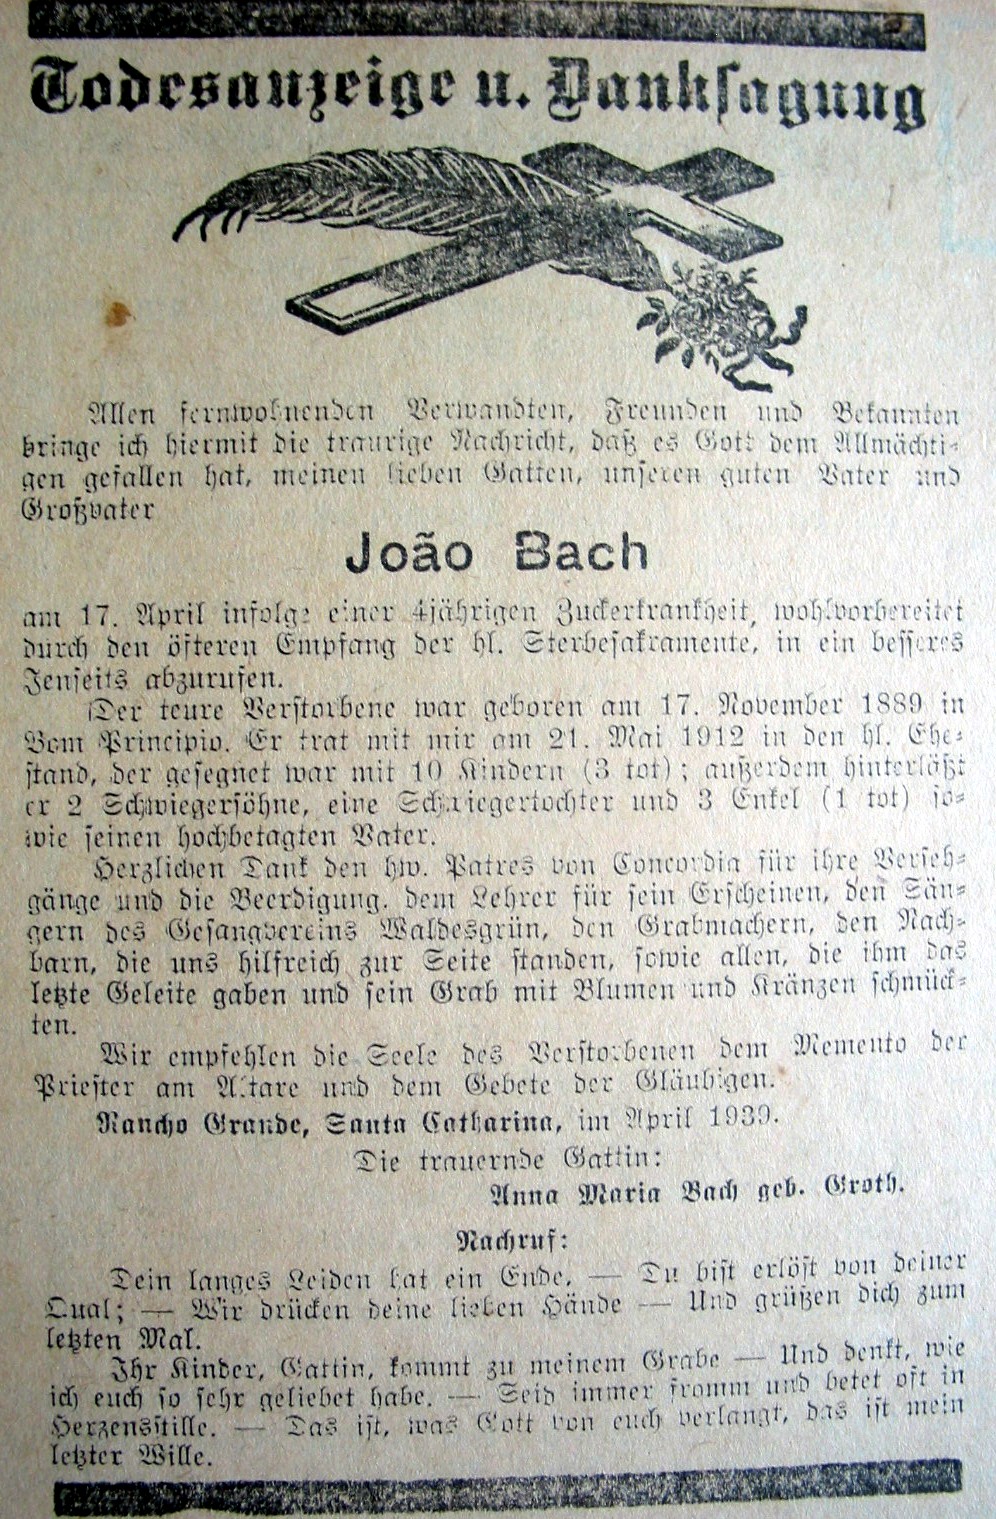 Todesanzeige u. Danksagung
Allen fernwohnenden Verwandten, Freunden und Bekannten
bringe ich hiermit die traurige Nachricht, daß es Gott dem Allmächti-
gen gefallen hat, meinen lieben Gatten, unseren guten Vater und
Großvater
João Bach
am 17. April infolge einer 4jährigen Zuckerkrankheit, wohlvorbereitet
durch den öfteren Empfang der hl. Sterbesakramente, in ein besseres
Jenseits abzurufen.
Der teure Verstorbene war geboren am 17. November 1889 in
Bom Principio. Er trat mit mir am 21. Mai 1912 in den hl. Ehe-
stand, der gesegnet war mit 10 Kindern (3 tot); außerdem hinterläßt
er 2 Schwiegersöhne, eine Schwiegertochter und 3 Enkel (1 tot) so-
wie seinen hochbetagten Vater.
Herzlichen Dank den hw. Patres von Concordia für ihre Verseh-
gänge und die Beerdigung, dem Lehrer für sein Erscheinen, den Sän-
gern des Gesangvereins Waldesgrün, den Grabmachern, den Nach-
barn, die uns hilfreich zur Seite standen, sowie allen, die ihm das
letzte Geleite gaben und sein Grab mit Blumen und Kränzen schmück-
ten.
Wir empfehlen die Seele des Verstorbenen dem Memento der
Priester am Altare und dem Gebete der Gläubigen.
Rancho Grande, Santa Catharina, im April 1939.
Die trauernde Gattin:
Anna Maria Bach geb. Groth.
Nachruf:
Dein langes Leiden hat ein Ende, — Du bist erlöst von deiner
Qual; — Wir drücken deine lieben Hände — Und grüßen dich zum
letzten Mal.
Ihr Kinder, Gattin, kommt zu meinem Grabe — Und denkt, wie
ich euch so sehr geliebet habe. — Seid immer fromm und betet oft in
Herzensstille. — Das ist, was Gott von euch verlangt, das ist mein
letzter Wille.